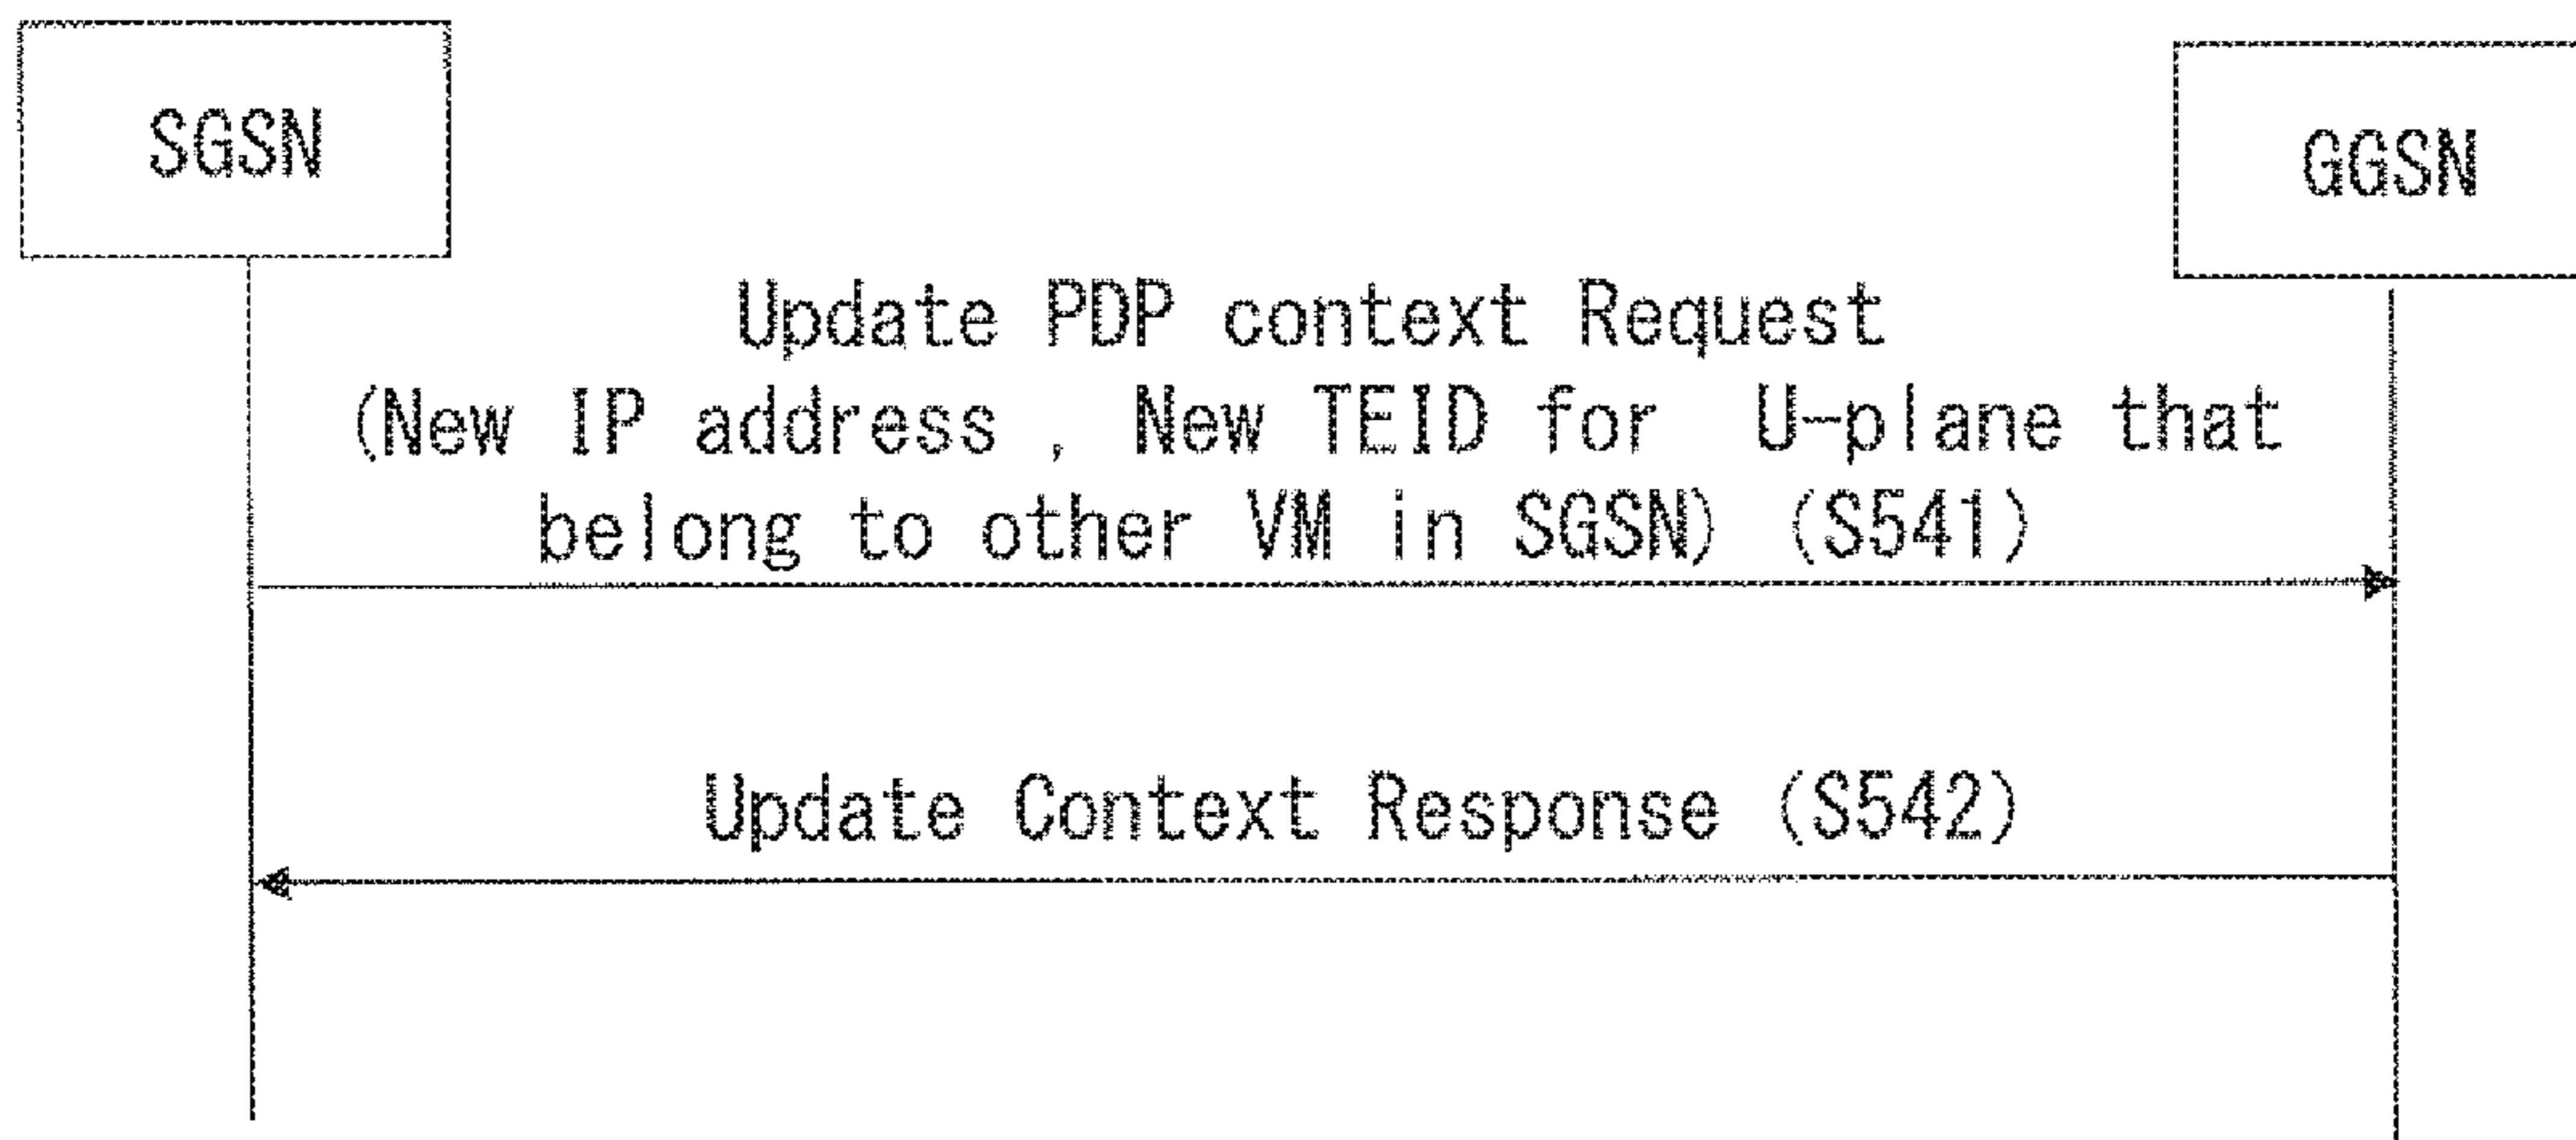 SGSN
GGSN
Update PDP context Request
(New IP address , New TEID for U-plane that
belong to other VM in SGSN) (S541)
Update Context Response (S542)